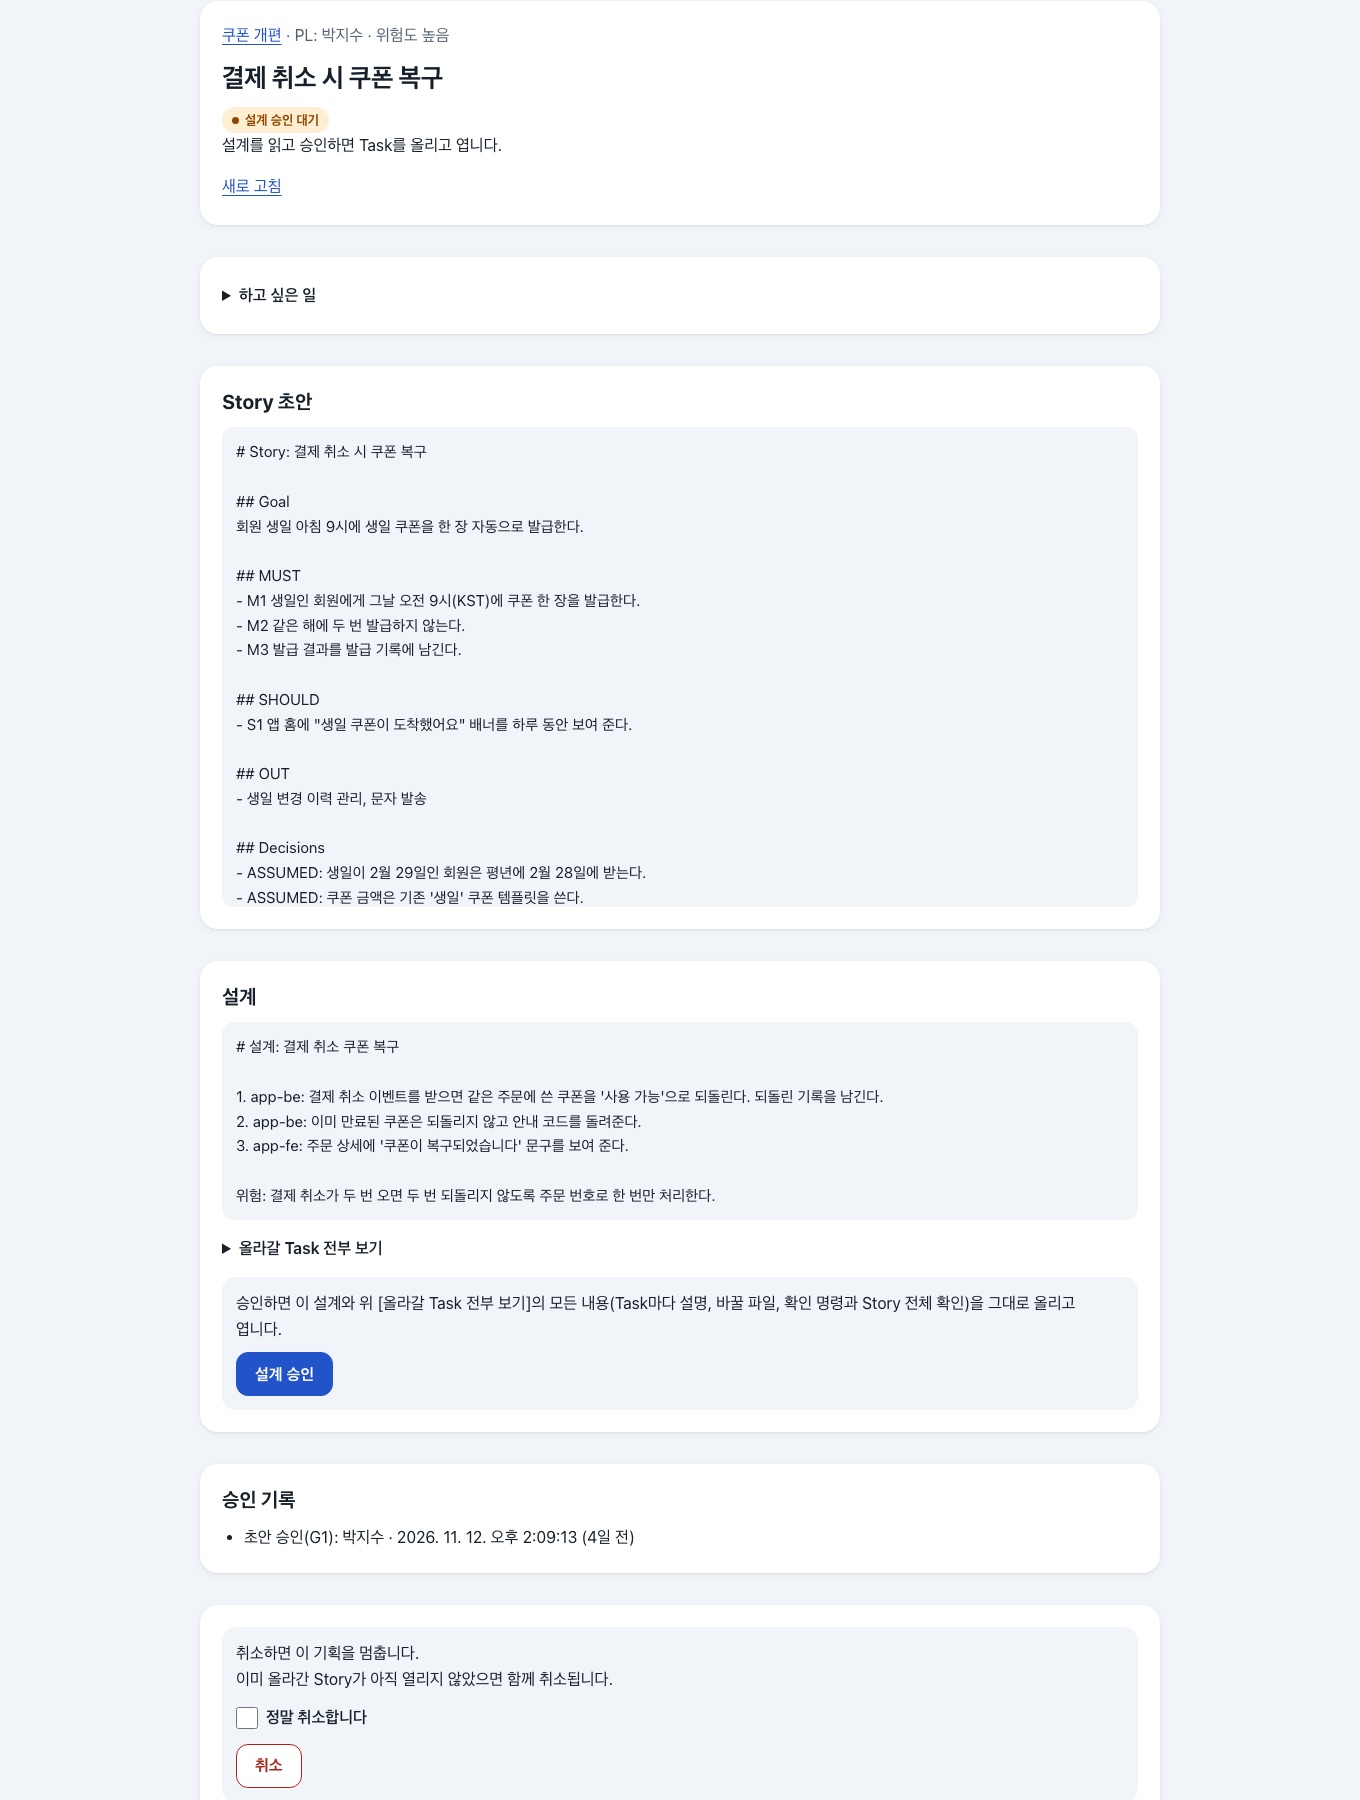 쿠폰 개편 · PL: 박지수 · 위험도 높음
결제 취소 시 쿠폰 복구
설계 승인 대기
설계를 읽고 승인하면 Task를 올리고 엽니다.
새로 고침
하고 싶은 일
Story 초안
# Story: 결제 취소 시 쿠폰 복구
## Goal
회원 생일 아침 9시에 생일 쿠폰을 한 장 자동으로 발급한다.
## MUST
- M1 생일인 회원에게 그날 오전 9시(KST)에 쿠폰 한 장을 발급한다.
- M2 같은 해에 두 번 발급하지 않는다.
- M3 발급 결과를 발급 기록에 남긴다.
## SHOULD
- S1 앱 홈에 "생일 쿠폰이 도착했어요" 배너를 하루 동안 보여 준다.
## OUT
- 생일 변경 이력 관리, 문자 발송
## Decisions
- ASSUMED: 생일이 2월 29일인 회원은 평년에 2월 28일에 받는다.
- ASSUMED: 쿠폰 금액은 기존 '생일' 쿠폰 템플릿을 쓴다.
설계
# 설계: 결제 취소 쿠폰 복구
1. app-be: 결제 취소 이벤트를 받으면 같은 주문에 쓴 쿠폰을 '사용 가능'으로 되돌린다. 되돌린 기록을 남긴다.
2. app-be: 이미 만료된 쿠폰은 되돌리지 않고 안내 코드를 돌려준다.
3. app-fe: 주문 상세에 '쿠폰이 복구되었습니다' 문구를 보여 준다.
위험: 결제 취소가 두 번 오면 두 번 되돌리지 않도록 주문 번호로 한 번만 처리한다.
올라갈 Task 전부 보기
승인하면 이 설계와 위 [올라갈 Task 전부 보기]의 모든 내용(Task마다 설명, 바꿀 파일, 확인 명령과 Story 전체 확인)을 그대로 올리고
엽니다.
설계 승인
승인 기록
• 초안 승인(G1): 박지수 · 2026. 11. 12. 오후 2:09:13 (4일 전)
취소하면 이 기획을 멈춥니다.
이미 올라간 Story가 아직 열리지 않았으면 함께 취소됩니다.
정말 취소합니다
취소